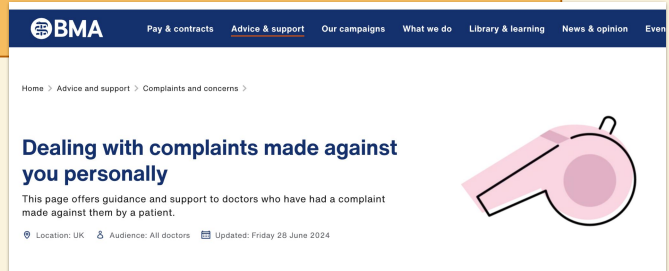 BMA
Pay & contracts Advice & support Our campaigns What we do Library & learning News & opinion Even
Home > Advice and support > Complaints and concerns >
Dealing with complaints made against
you personally
This page offers guidance and support to doctors who have had a complaint
made against them by a patient.
Location: UK Audience: All doctors Updated: Friday 28 June 2024